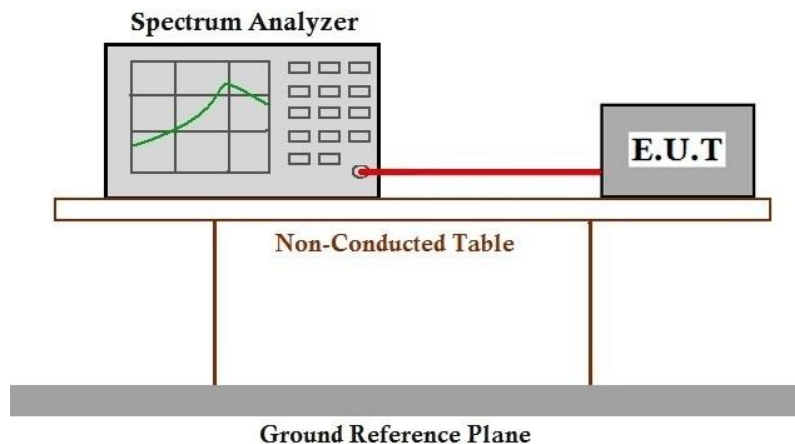 Spectrum Analyzer
E.U.T
Non-Conducted Table
Ground Reference Plane